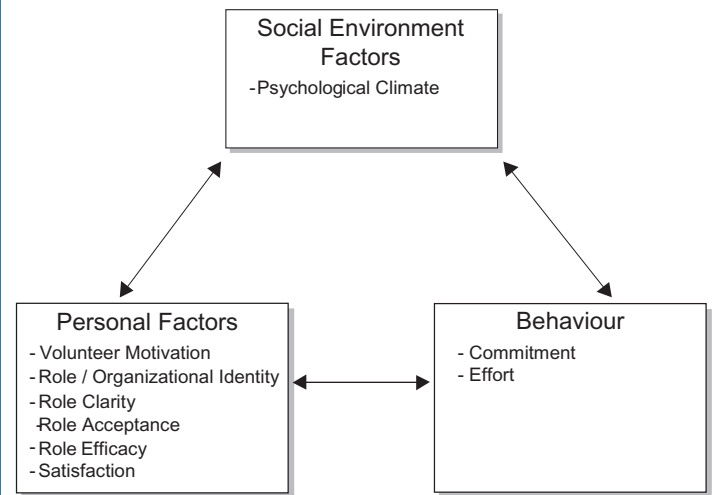 Social Environment
Factors
-Psychological Climate
Personal Factors
- Volunteer Motivation
- Role / Organizational Identity
- Role Clarity
-Role Acceptance
- Role Efficacy
- Satisfaction
Behaviour
- Commitment
- Effort